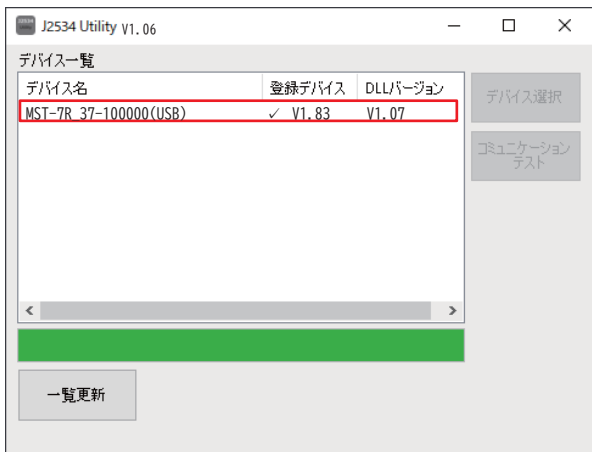 J2534 Utility V1.06
デバイス一覧
デバイス名 登録デバイス DLLバージョン
MST-7R 37-100000(USB) ✓ V1.83 V1.07
デバイス選択
コミュニケーション
テスト
一覧更新